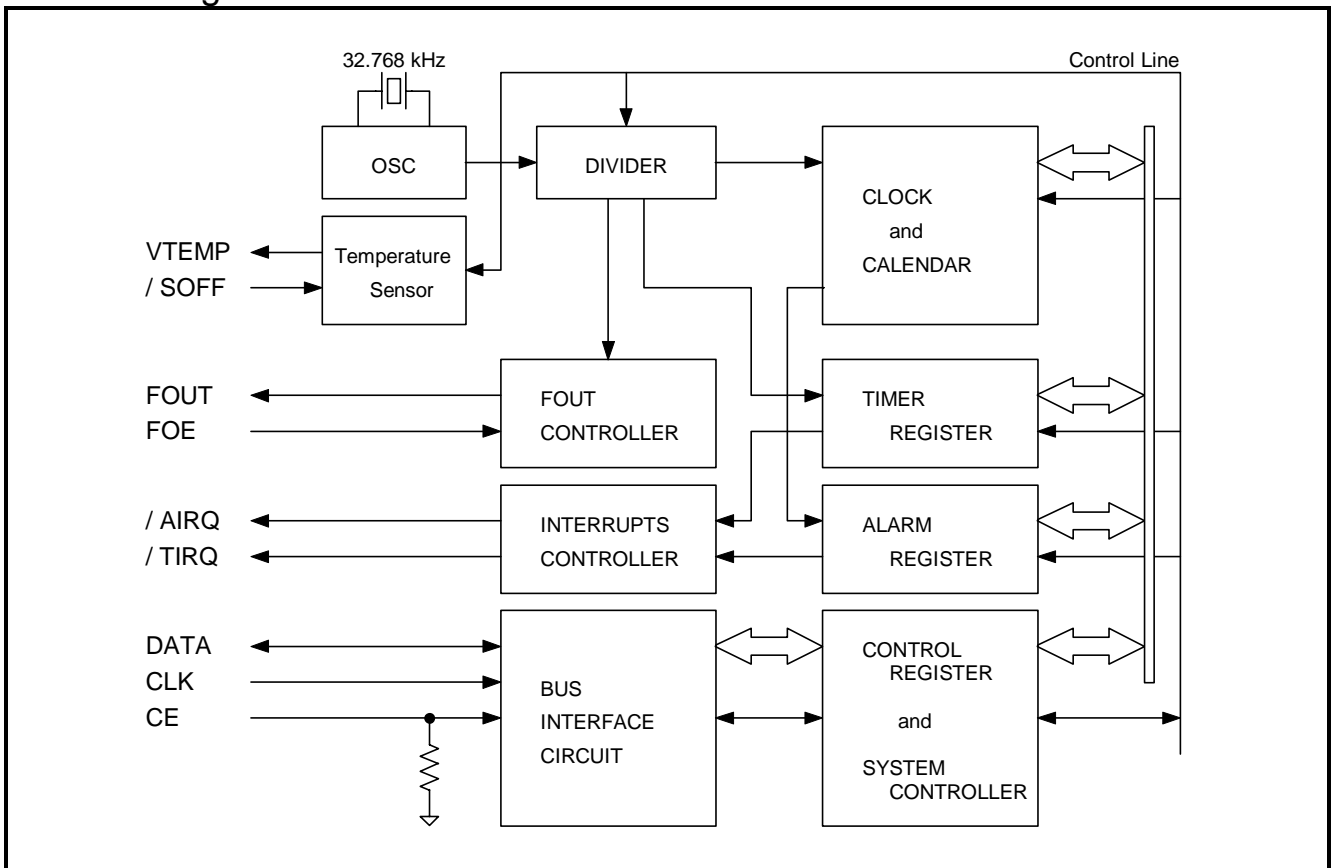 32.768 kHz
Control Line
OSC
DIVIDER
CLOCK
and
CALENDAR
VTEMP
/ SOFF
Temperature
Sensor
FOUT
FOE
FOUT
CONTROLLER
TIMER
REGISTER
/ AIRQ
/ TIRQ
INTERRUPTS
CONTROLLER
ALARM
REGISTER
DATA
CLK
CE
BUS
INTERFACE
CIRCUIT
CONTROL
REGISTER
and
SYSTEM
CONTROLLER